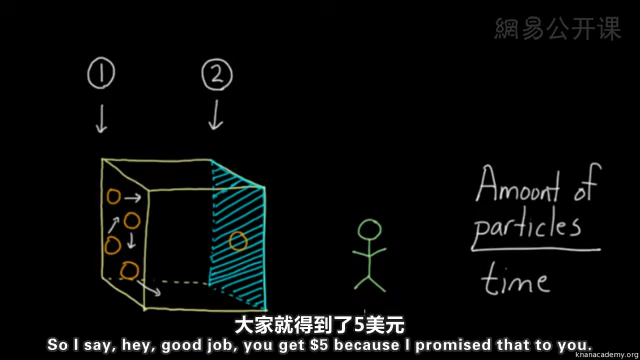 網易公开课
① ②
Amount of
particles
time
大家就得到了5美元
So I say, hey, good job, you get $5 because I promised that to you.
knanacademy.org